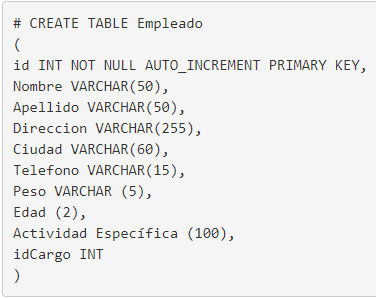 # CREATE TABLE Empleado
(
id INT NOT NULL AUTO_INCREMENT PRIMARY KEY,
Nombre VARCHAR(50),
Apellido VARCHAR(50),
Direccion VARCHAR(255),
Ciudad VARCHAR(60),
Telefono VARCHAR(15),
Peso VARCHAR (5),
Edad (2),
Actividad Específica (100),
idCargo INT
)